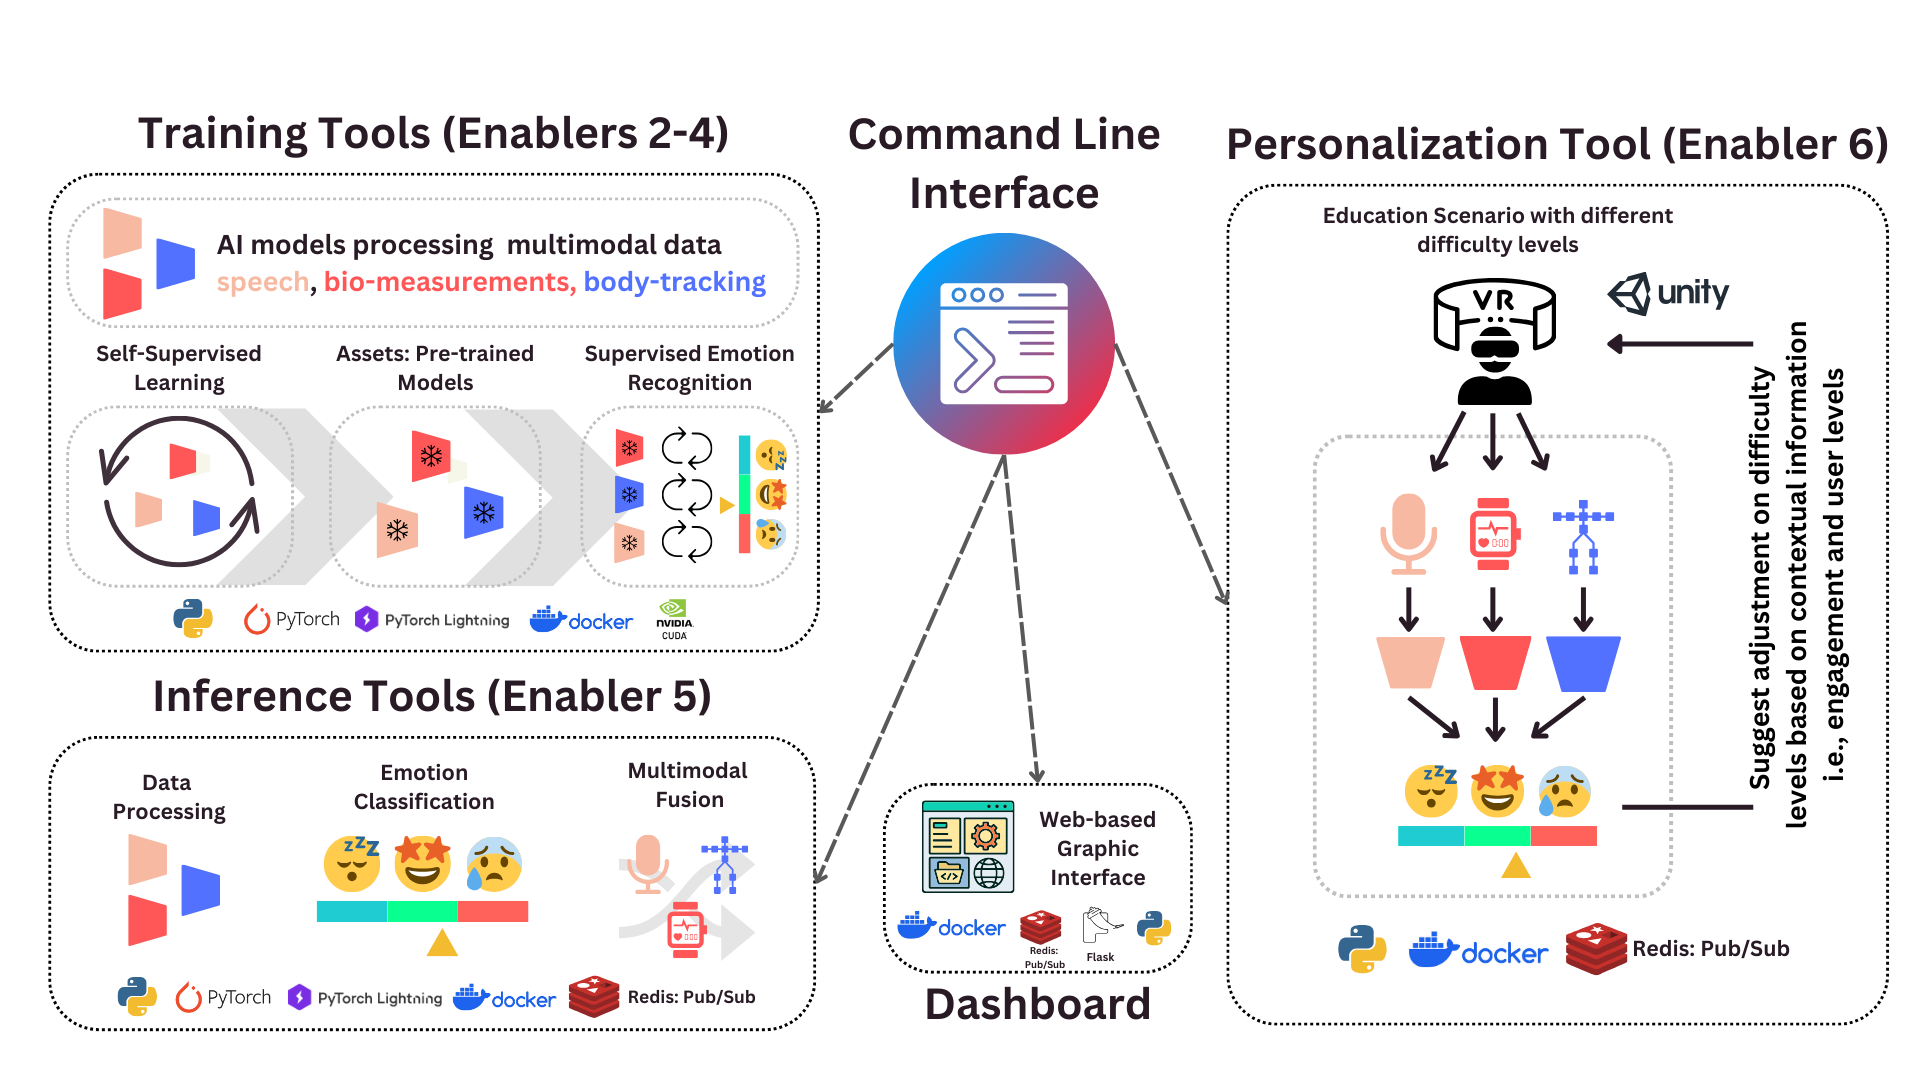 Training Tools (Enablers 2-4)
AI models processing multimodal data
speech, bio-measurements, body-tracking
Self-Supervised
Learning
Assets: Pre-trained
Models
Supervised Emotion
Recognition
PyTorch
PyTorch Lightning
docker
NVIDIA
CUDA
Inference Tools (Enabler 5)
Data
Processing
Emotion
Classification
zzz
Multimodal
Fusion
PyTorch
PyTorch Lightning
docker
Redis: Pub/Sub
Command Line
Interface
Web-based
Graphic
Interface
docker
Redis:
Pub/Sub
Flask
Dashboard
Personalization Tool (Enabler 6)
Education Scenario with different
difficulty levels
VR
unity
Suggest adjustment on difficulty
levels based on contextual information
i.e., engagement and user levels
zzz
docker
Redis: Pub/Sub